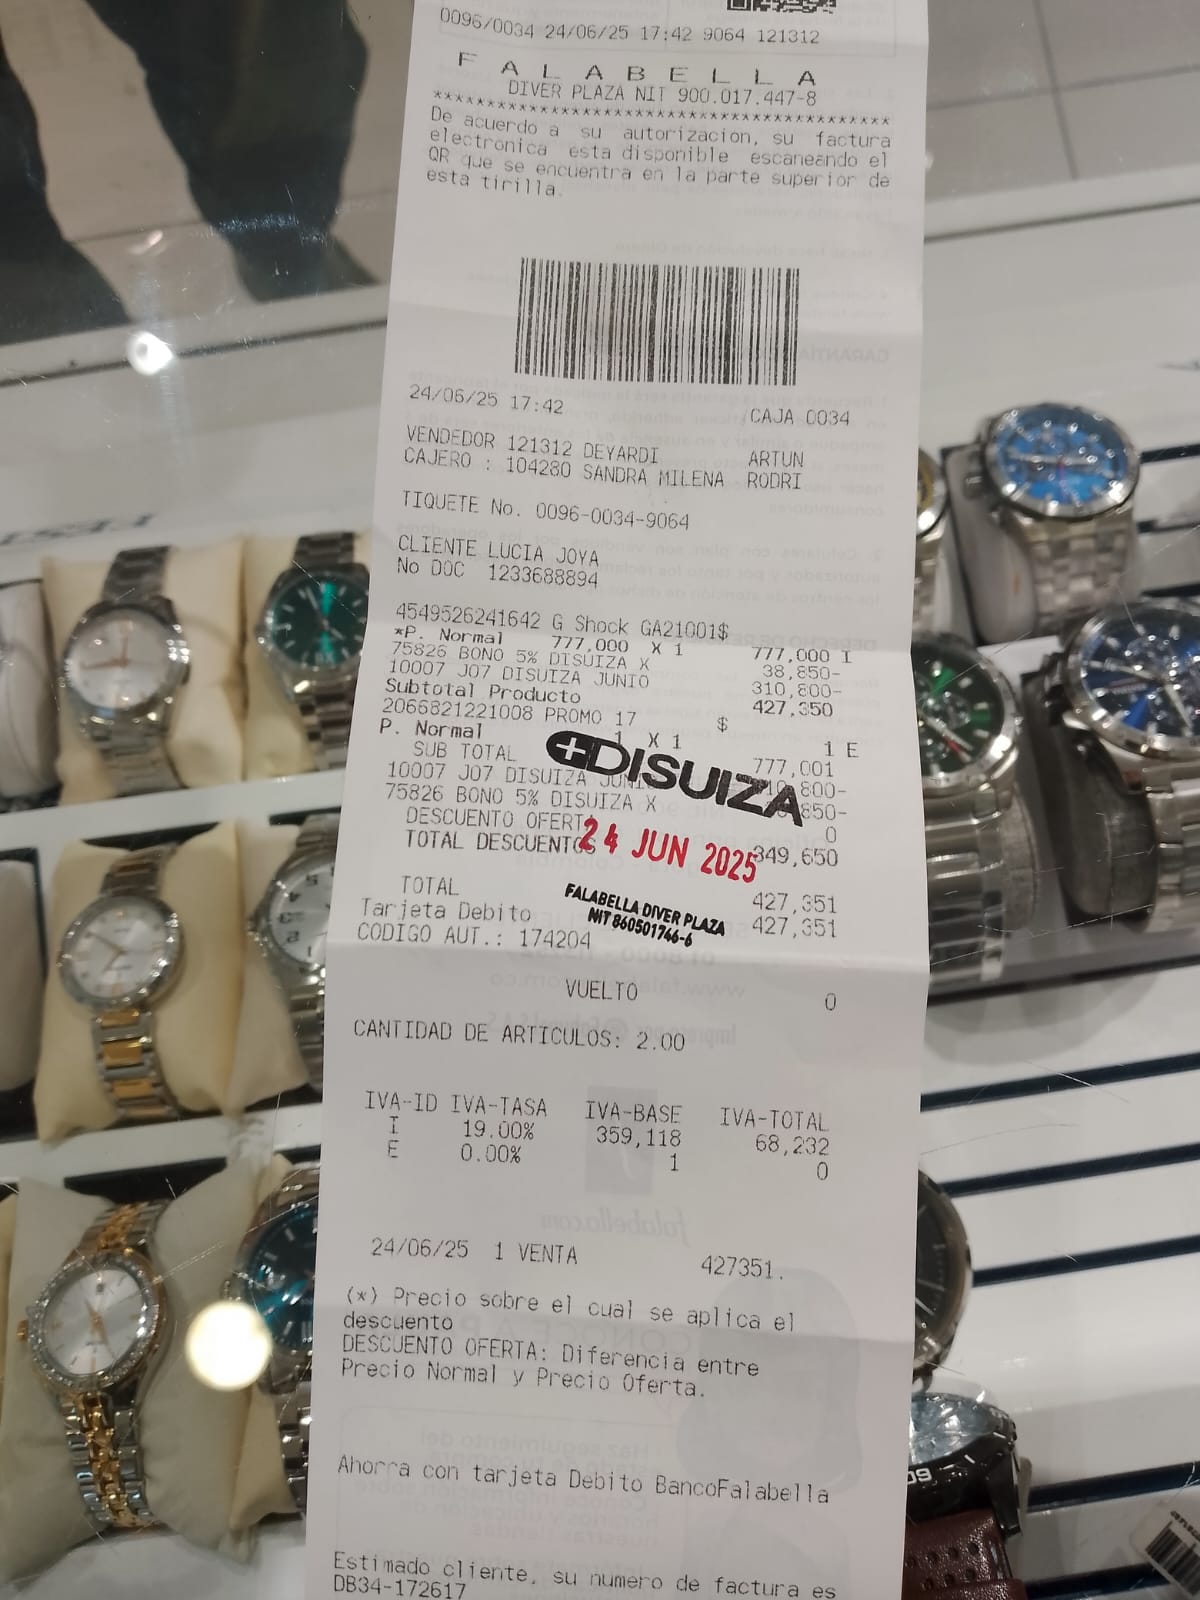 0096/0034 24/06/25 17:42 9064 121312
F A L A B E L L A
DIVER PLAZA NIT 900.017.447-8
******************************************
De acuerdo a su autorizacion, su factura
electronica esta disponible escaneando el
QR que se encuentra en la parte superior de
esta tirilla.
24/06/25 17:42 CAJA 0034
VENDEDOR 121312 DEYARDI ARTUN
CAJERO : 104280 SANDRA MILENA RODRI
TIQUETE No. 0096-0034-9064
CLIENTE LUCIA JOYA
No DOC 1233688894
4549526241642 G Shock GA21001$
*P. Normal 777,000 X 1 777,000 I
75826 BONO 5% DISUIZA X 38,850-
10007 J07 DISUIZA JUNIO 310,800-
Subtotal Producto 427,350
2066821221008 PROMO 17 $
P. Normal 1 X 1 1 E
SUB TOTAL 777,001
10007 J07 DISUIZA 800-
75826 BONO 5% DISUIZA X 850-
DESCUENTO OFERT 0
TOTAL DESCUENTOS 349,650
DISUIZA
24 JUN 2025
FALABELLA DIVER PLAZA
NIT 860501746-6
TOTAL 427,351
Tarjeta Debito 427,351
CODIGO AUT.: 174204
VUELTO 0
CANTIDAD DE ARTICULOS: 2.00
IVA-ID IVA-TASA IVA-BASE IVA-TOTAL
I 19.00% 359,118 68,232
E 0.00% 1 0
24/06/25 1 VENTA 427351.
(*) Precio sobre el cual se aplica el
descuento
DESCUENTO OFERTA: Diferencia entre
Precio Normal y Precio Oferta.
Ahorra con tarjeta Debito BancoFalabella
Estimado cliente, su numero de factura es
DB34-172617